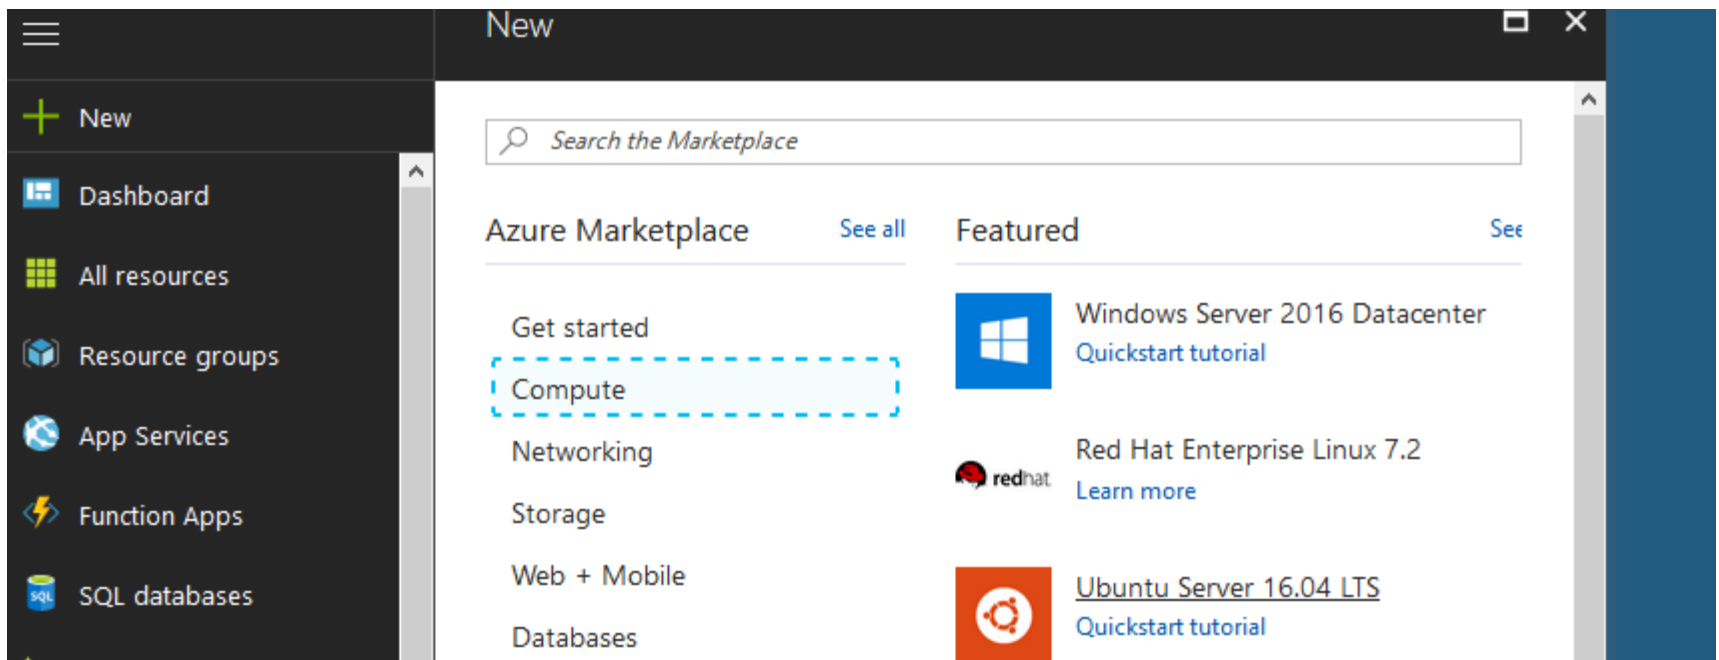 New
New
Dashboard
All resources
Resource groups
App Services
Function Apps
SQL
SQL databases
Search the Marketplace
Azure Marketplace
See all
Get started
Compute
Networking
Storage
Web + Mobile
Databases
Featured
See
Windows Server 2016 Datacenter
Quickstart tutorial
redhat
Red Hat Enterprise Linux 7.2
Learn more
Ubuntu Server 16.04 LTS
Quickstart tutorial